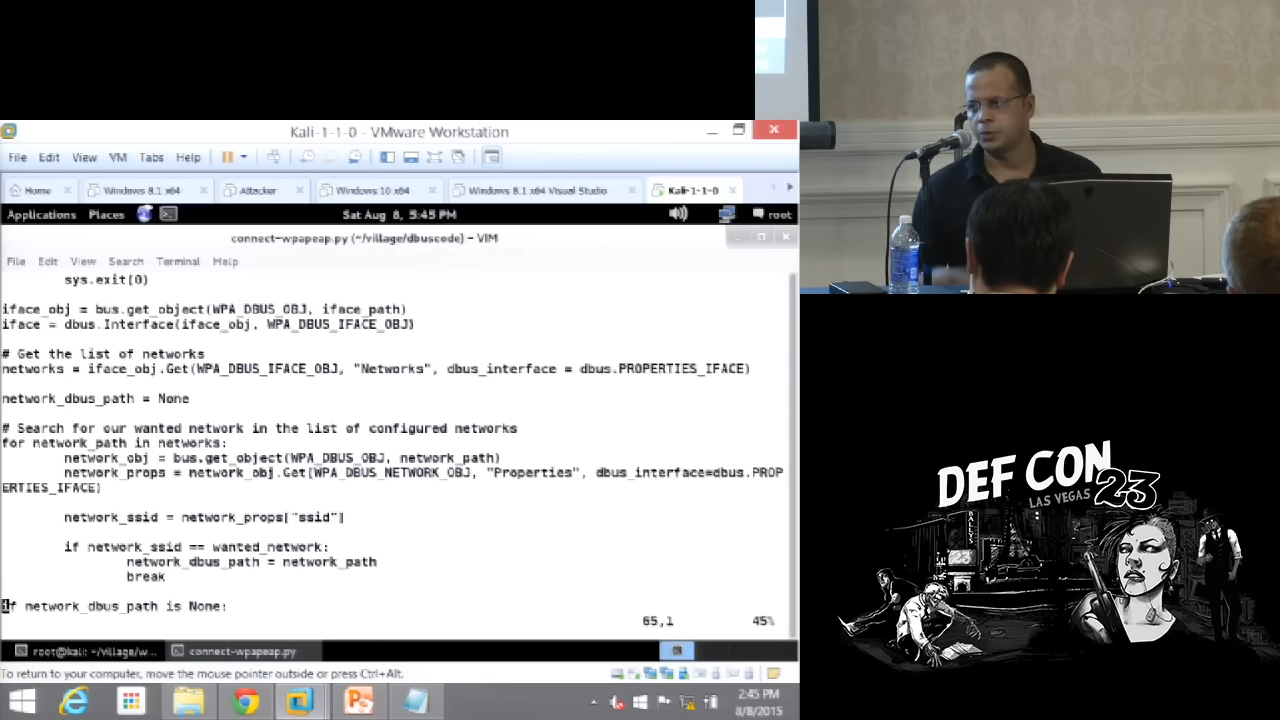 Kali-1-1-0 - VMware Workstation
File Edit View VM Tabs Help
Home Windows 8.1 x64 Attacker Windows 10 x64 Windows 8.1 x64 Visual Studio Kali-1-1-0
Applications Places Sat Aug 8, 5:45 PM root
connect-wpapeap.py (~/village/dbuscode) - VIM
File Edit View Search Terminal Help
sys.exit(0)
iface_obj = bus.get_object(WPA_DBUS_OBJ, iface_path)
iface = dbus.Interface(iface_obj, WPA_DBUS_IFACE_OBJ)
# Get the list of networks
networks = iface_obj.Get(WPA_DBUS_IFACE_OBJ, "Networks", dbus_interface = dbus.PROPERTIES_IFACE)
network_dbus_path = None
# Search for our wanted network in the list of configured networks
for network_path in networks:
network_obj = bus.get_object(WPA_DBUS_OBJ, network_path)
network_props = network_obj.Get(WPA_DBUS_NETWORK_OBJ, "Properties", dbus_interface=dbus.PROP
ERTIES_IFACE)
network_ssid = network_props["ssid"]
if network_ssid == wanted_network:
network_dbus_path = network_path
break
if network_dbus_path is None:
65,1 45%
root@kali: ~/village/w... connect-wpapeap.py
To return to your computer, move the mouse pointer outside or press Ctrl+Alt.
2:45 PM
8/8/2015
DEF CON
LAS VEGAS 23
BALLYS